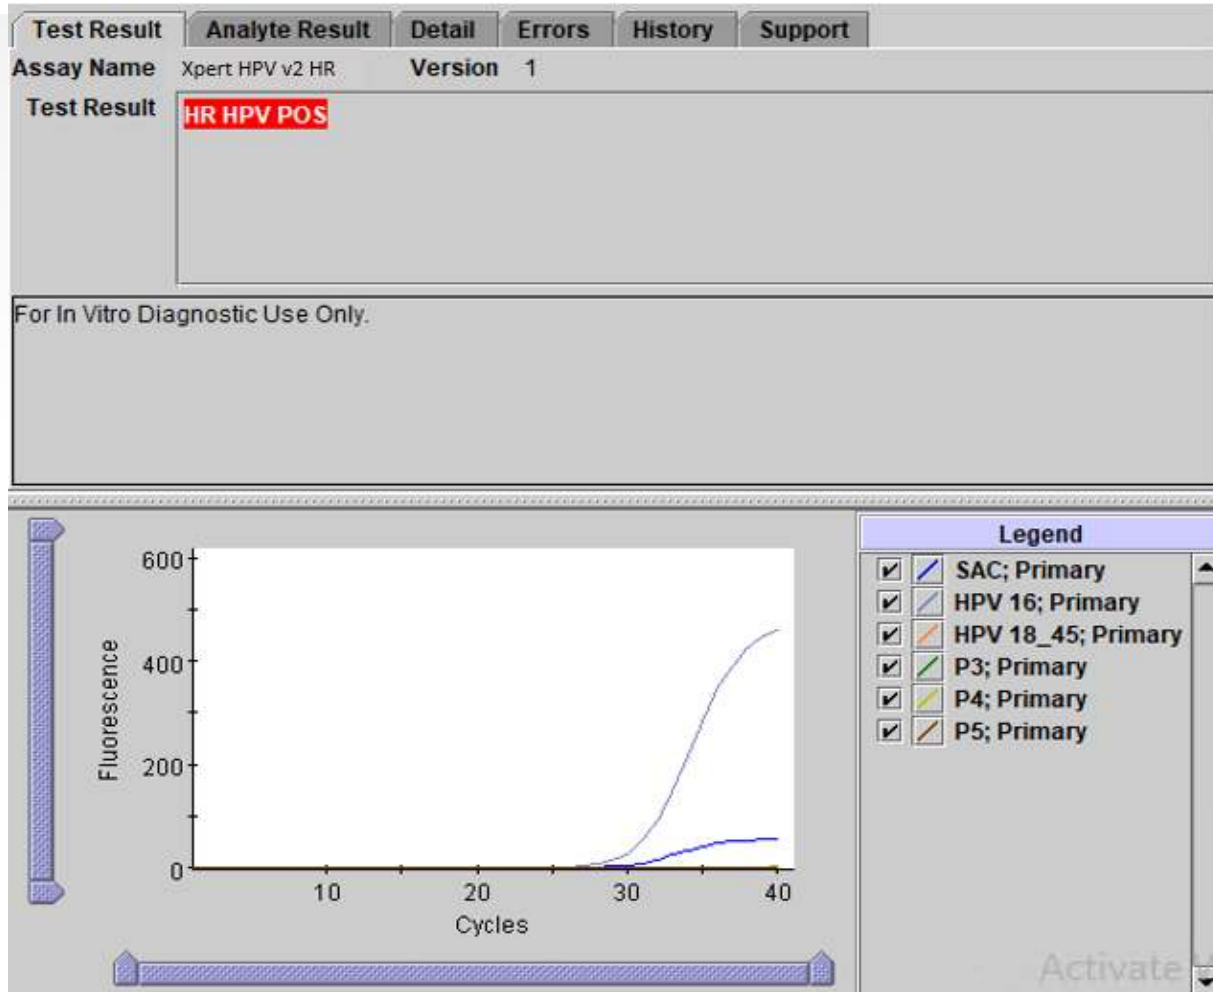 Test Result Analyte Result Detail Errors History Support
Assay Name Xpert HPV v2 HR Version 1
Test Result HR HPV POS
For In Vitro Diagnostic Use Only.
Legend
SAC; Primary
HPV 16; Primary
HPV 18_45; Primary
P3; Primary
P4; Primary
P5; Primary
600
400
200
0
Fluorescence
10 20 30 40
Cycles
Activate